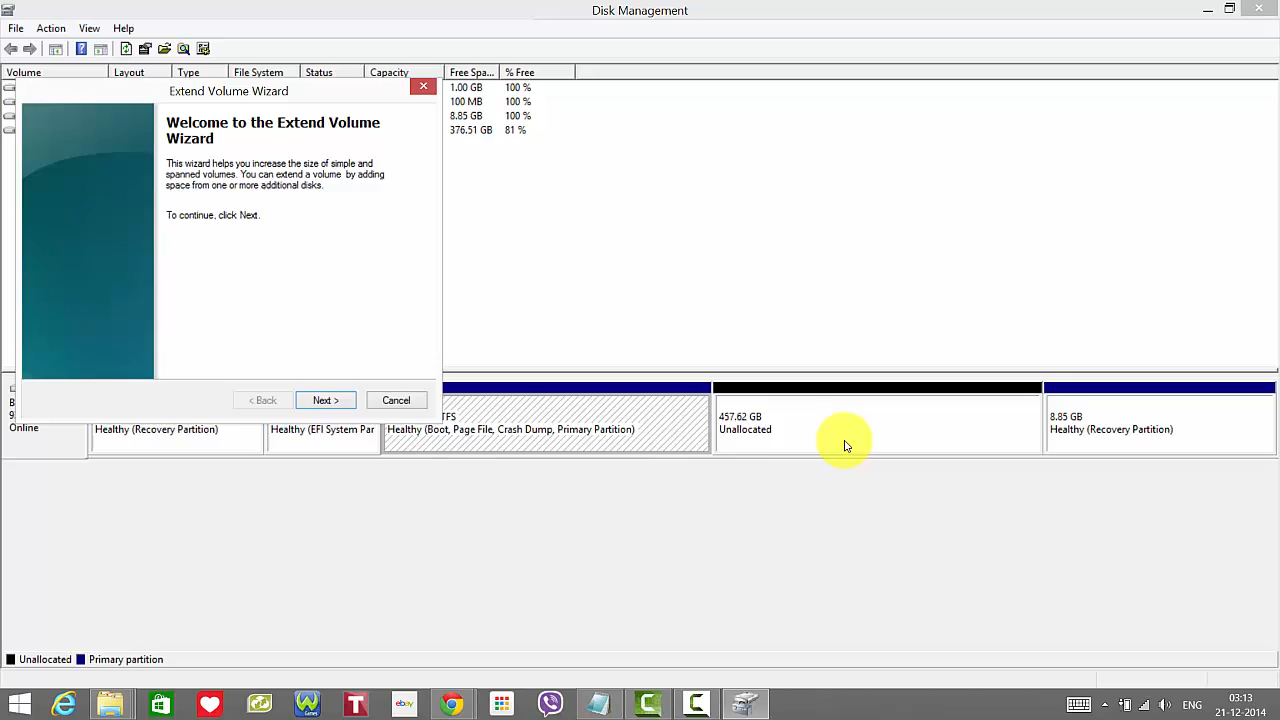 Disk Management
File Action View Help
Volume Layout Type File System Status Capacity Free Spa... % Free
1.00 GB 100 %
100 MB 100 %
8.85 GB 100 %
376.51 GB 81 %
Extend Volume Wizard
Welcome to the Extend Volume
Wizard
This wizard helps you increase the size of simple and
spanned volumes. You can extend a volume by adding
space from one or more additional disks.
To continue, click Next.
< Back Next > Cancel
Online
Healthy (Recovery Partition)
Healthy (EFI System Par
TFS
Healthy (Boot, Page File, Crash Dump, Primary Partition)
457.62 GB
Unallocated
8.85 GB
Healthy (Recovery Partition)
Unallocated Primary partition
W
Games
T
ebay
C
C
ENG
03:13
21-12-2014